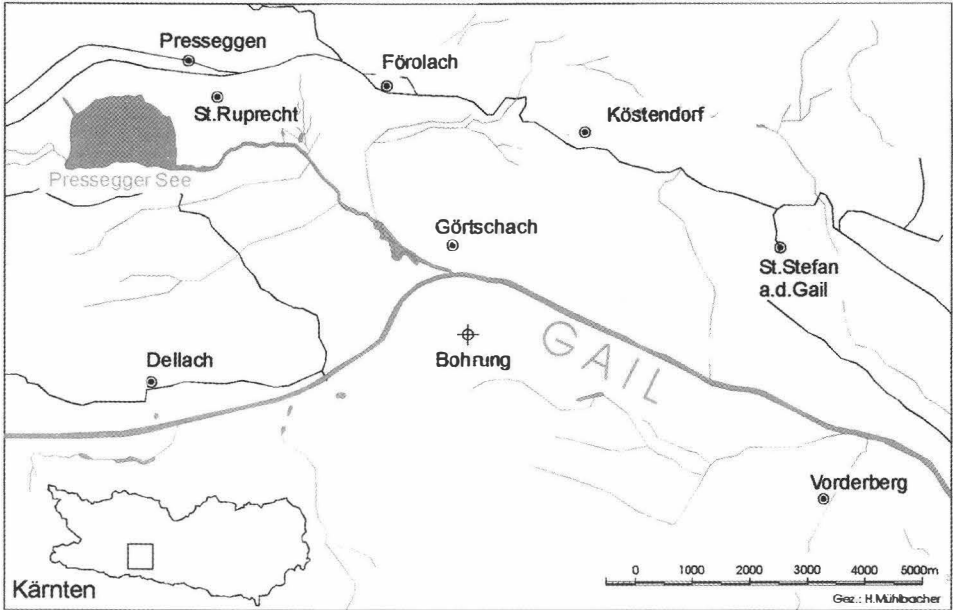 Presseggen
Förolach
St.Ruprecht
Köstendorf
Pressegger See
Görtschach
St.Stefan
a.d.Gail
GAIL
Dellach
Bohrung
Vorderberg
Kärnten
0 1000 2000 3000 4000 5000m
Gez.: H.Mühlbacher